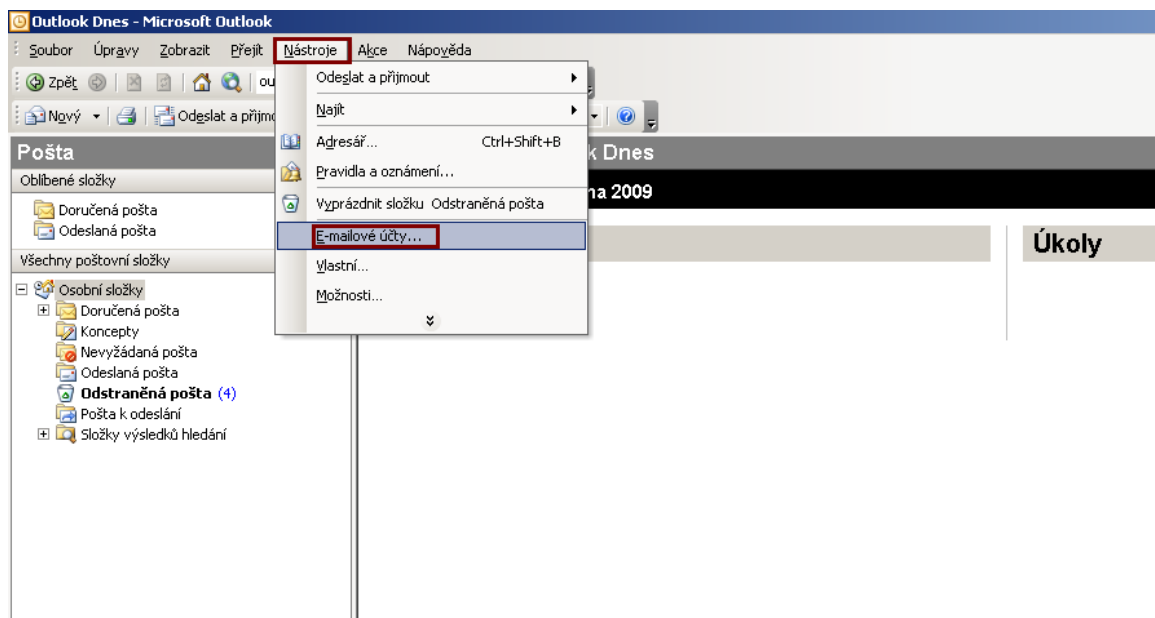 Outlook Dnes - Microsoft Outlook
Soubor Úpravy Zobrazit Přejít Nástroje Akce Nápověda
Zpět ou
Nový Odeslat a přijmo
Odeslat a přijmout
Najít
Adresář... Ctrl+Shift+B
Pravidla a oznámení...
Vyprázdnit složku Odstraněná pošta
E-mailové účty...
Vlastní...
Možnosti...
Pošta
k Dnes
Oblíbené složky
na 2009
Doručená pošta
Odeslaná pošta
Úkoly
Všechny poštovní složky
Osobní složky
Doručená pošta
Koncepty
Nevyžádaná pošta
Odeslaná pošta
Odstraněná pošta (4)
Pošta k odeslání
Složky výsledků hledání